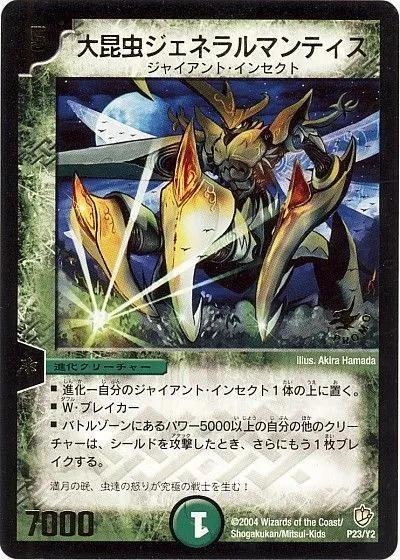 5
大昆虫ジェネラルマンティス
ジャイアント・インセクト
PROMO
illus. Akira Hamada
進化クリーチャー
■ 進化－自分のジャイアント・インセクト1体の上に置く。
■ W・ブレイカー
■ バトルゾーンにあるパワー5000以上の自分の他のクリ
ーチャーは、シールドを攻撃したとき、さらにもう1枚ブレ
イクする。
満月の夜、虫達の怒りが究極の戦士を生む！
7000
1
©2004 Wizards of the Coast/
Shogakukan/Mitsui-Kids
P23/Y2